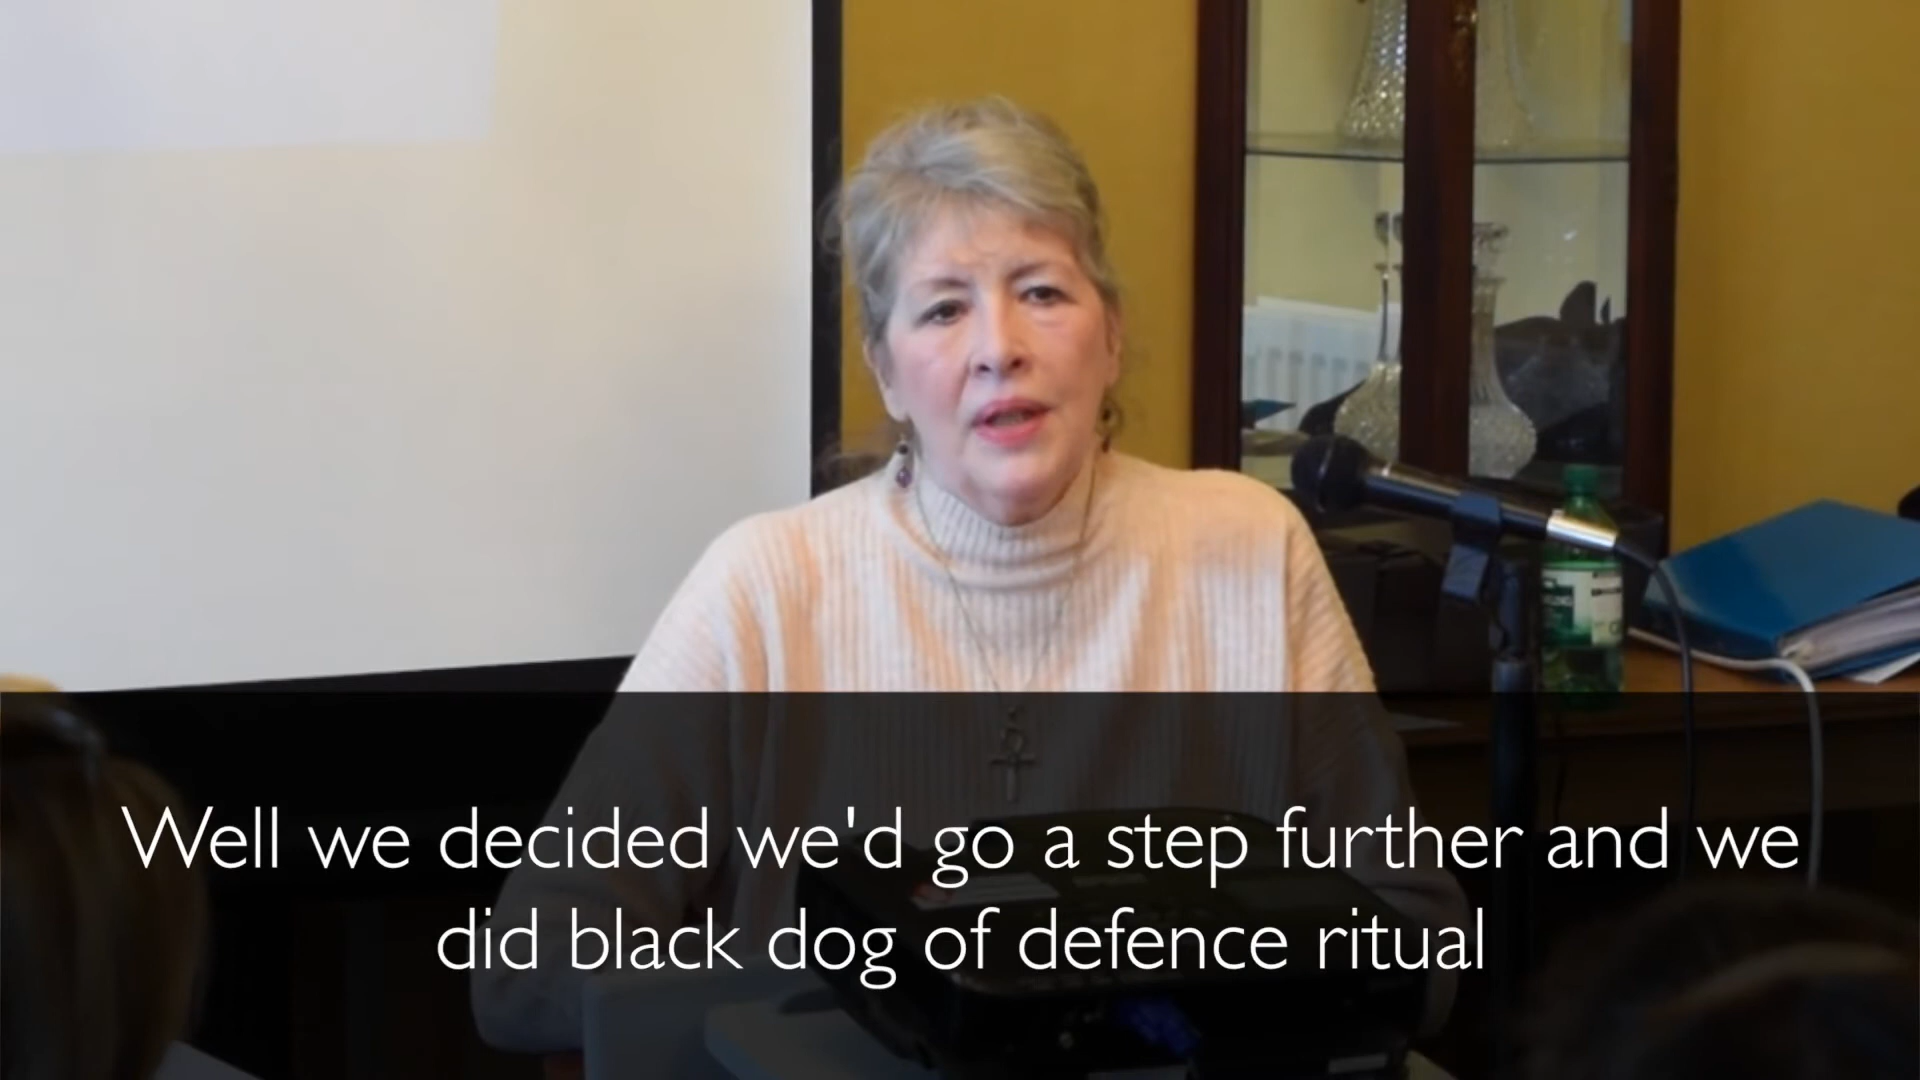 Well we decided we'd go a step further and we
did black dog of defence ritual